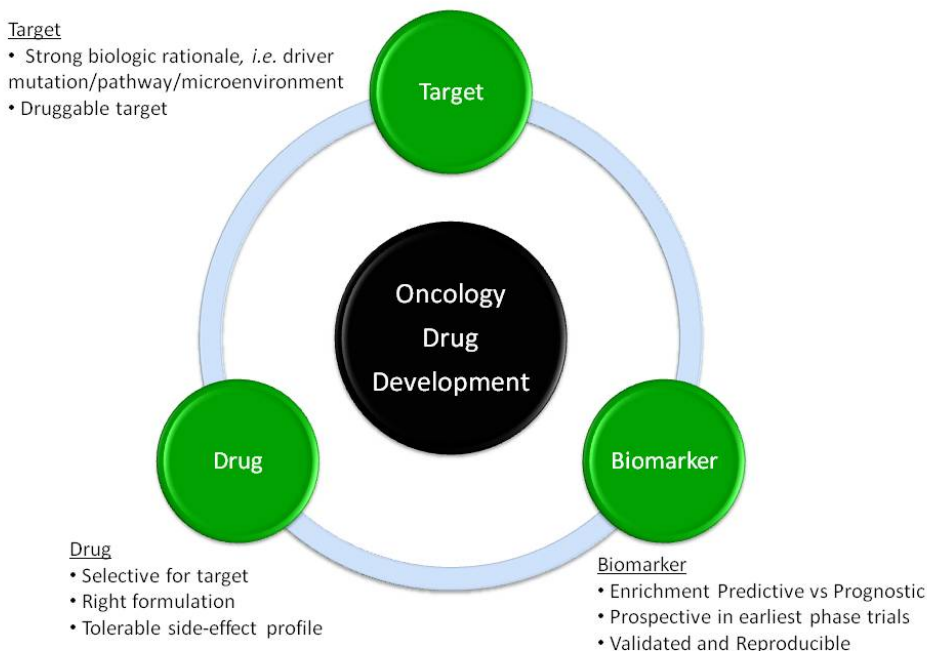 Target
• Strong biologic rationale, i.e. driver
mutation/pathway/microenvironment
• Druggable target
Target
Oncology
Drug
Development
Drug
Biomarker
Drug
• Selective for target
• Right formulation
• Tolerable side-effect profile
Biomarker
• Enrichment Predictive vs Prognostic
• Prospective in earliest phase trials
• Validated and Reproducible